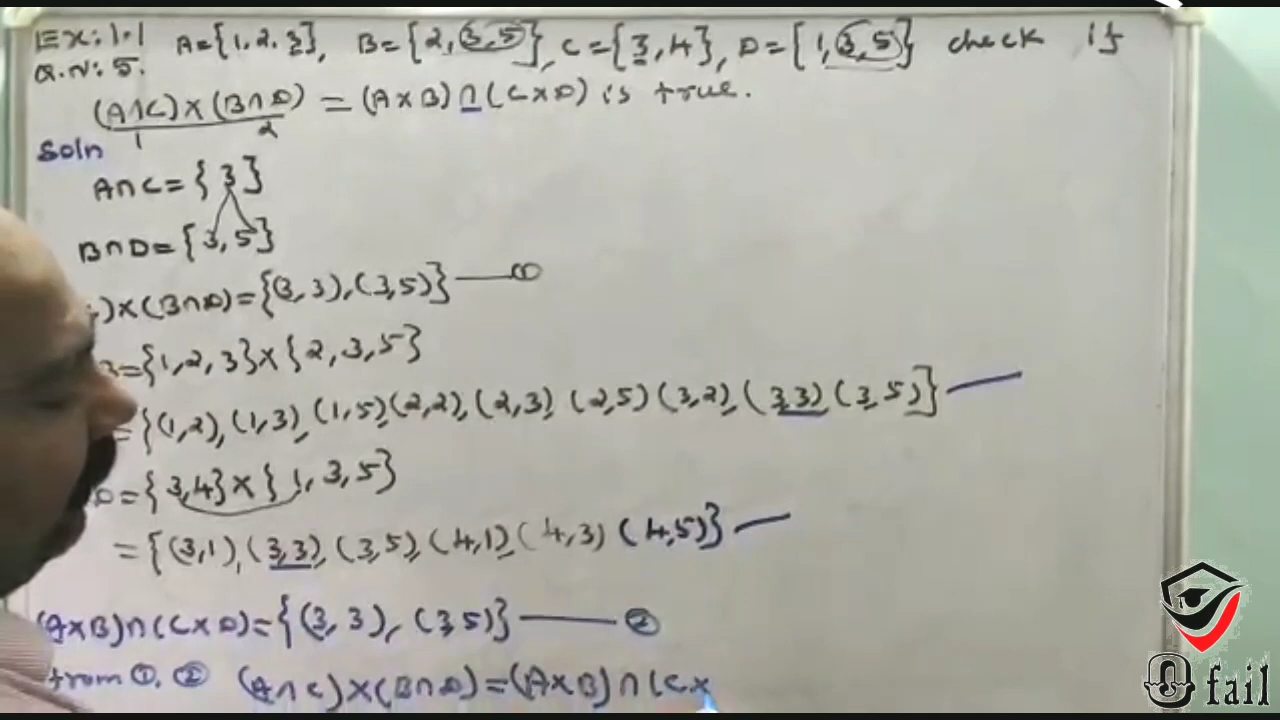 Ex: 1.1 A={1,2,3}, B={2,3,5}, C={3,4}, D={1,3,5} check if
Q.N: 5.
(A∩C)×(B∩D) = (A×B)∩(C×D) is true.
1 2
Soln
A∩C={3}
B∩D={3,5}
)×(B∩D)={(3,3),(3,5)} — ①
={1,2,3}×{2,3,5}
={(1,2),(1,3),(1,5)(2,2),(2,3),(2,5)(3,2),(3,3)(3,5)} —
D={3,4}×{1,3,5}
={(3,1),(3,3),(3,5),(4,1),(4,3)(4,5)} —
(A×B)∩(C×D)={(3,3),(3,5)} — ②
from ①, ② (A∩C)×(B∩D)=(A×B)∩(C×
0 fail